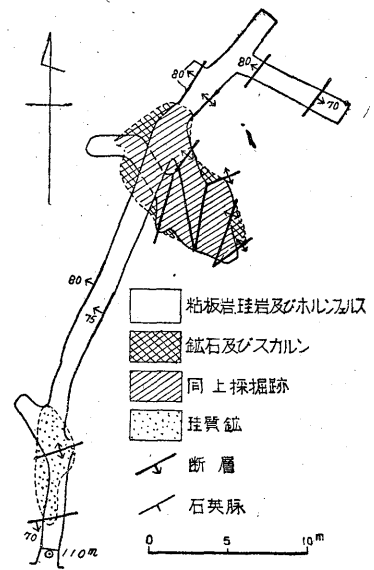 80
80
70
80
75
粘板岩,珪岩及びホルンフェルス
鉱石及びスカルン
同上採掘跡
珪質鉱
断層
石英脈
70
110m
0 5 10m